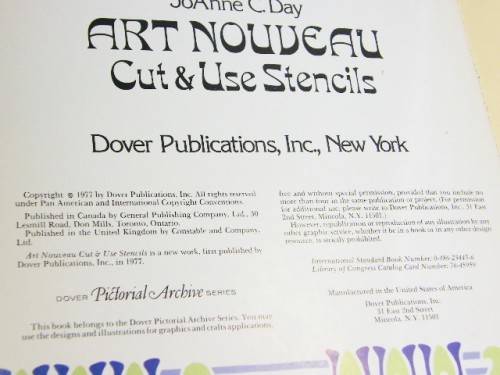 JoAnne C. Day
ART NOUVEAU
Cut & Use Stencils
Dover Publications, Inc., New York
Copyright © 1977 by Dover Publications, Inc. All rights reserved
under Pan American and International Copyright Conventions.
Published in Canada by General Publishing Company, Ltd., 30
Lesmill Road, Don Mills, Toronto, Ontario.
Published in the United Kingdom by Constable and Company,
Ltd.
Art Nouveau Cut & Use Stencils is a new work, first published by
Dover Publications, Inc., in 1977.
DOVER Pictorial Archive SERIES
This book belongs to the Dover Pictorial Archive Series. You may
use the designs and illustrations for graphics and crafts applications,
free and without special permission, provided that you include no
more than four in the same publication or project. (For permission
for additional use, please write to Dover Publications, Inc., 31 East
2nd Street, Mineola, N.Y. 11501.)
However, republication or reproduction of any illustration by any
other graphic service, whether it be in a book or in any other design
resource, is strictly prohibited.
International Standard Book Number: 0-486-23443-6
Library of Congress Catalog Card Number:
Manufactured in the United States of America
Dover Publications, Inc.
31 East 2nd Street
Mineola, N.Y. 11501